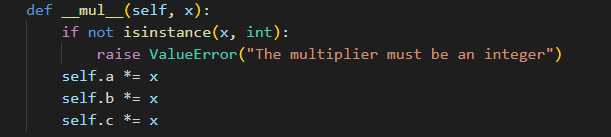 def __mul__(self, x):
    if not isinstance(x, int):
        raise ValueError("The multiplier must be an integer")
    self.a *= x
    self.b *= x
    self.c *= x